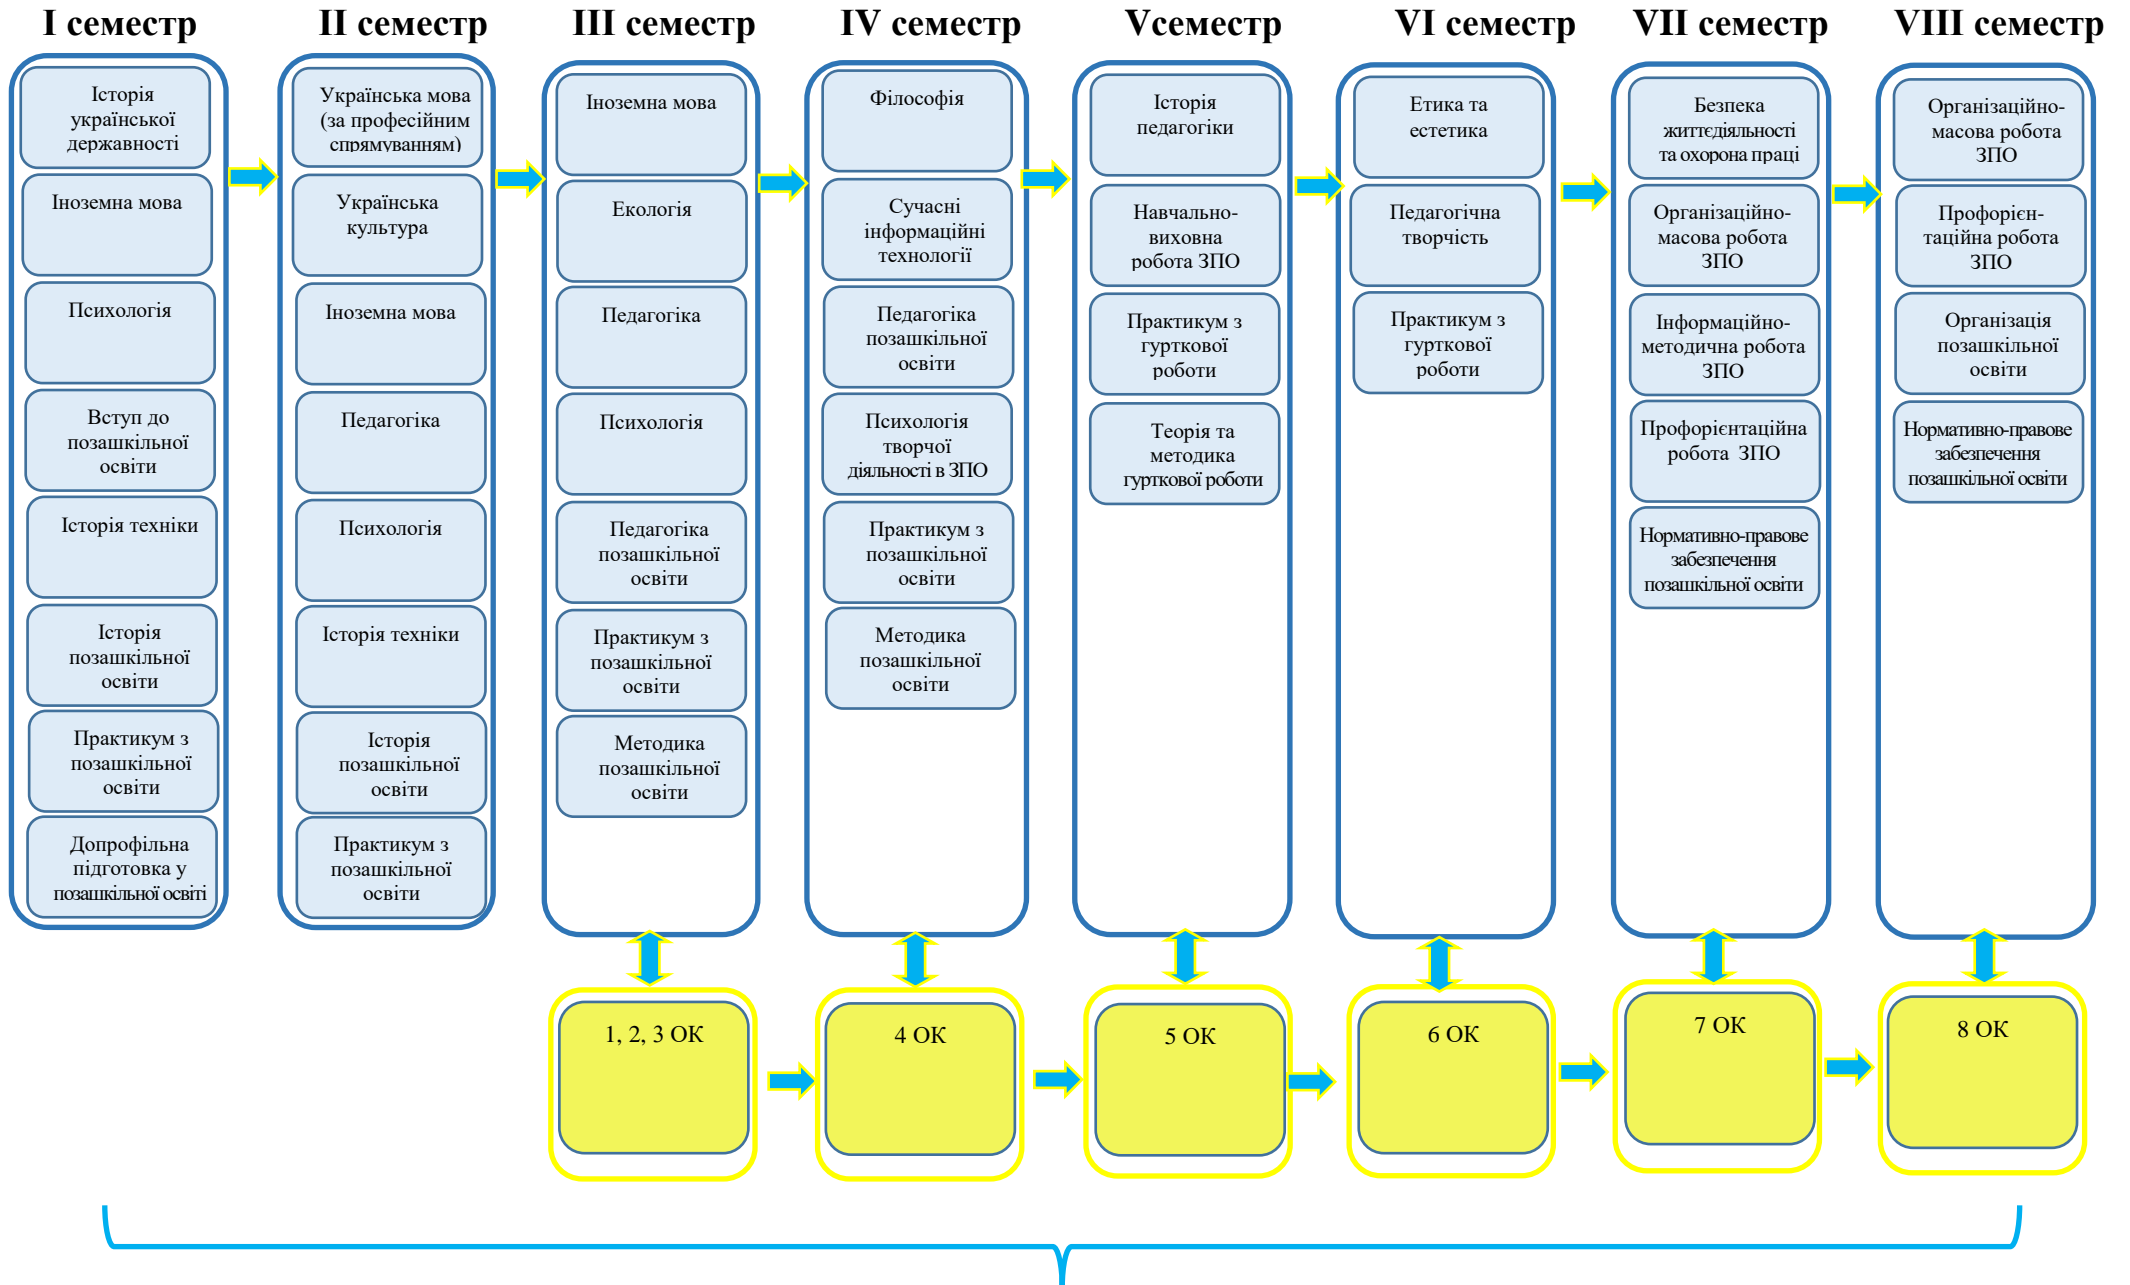 I семестр
II семестр
III семестр
IV семестр
Vсеместр
VI семестр
VII семестр
VIII семестр
Історія
української
державності
Іноземна мова
Психологія
Вступ до
позашкільної
освіти
Історія техніки
Історія
позашкільної
освіти
Практикум з
позашкільної
освіти
Допрофільна
підготовка у
позашкільної освіті
Українська мова
(за професійним
спрямуванням)
Українська
культура
Іноземна мова
Педагогіка
Психологія
Історія техніки
Історія
позашкільної
освіти
Практикум з
позашкільної
освіти
Іноземна мова
Екологія
Педагогіка
Психологія
Педагогіка
позашкільної
освіти
Практикум з
позашкільної
освіти
Методика
позашкільної
освіти
Філософія
Сучасні
інформаційні
технології
Педагогіка
позашкільної
освіти
Психологія
творчої
діяльності в ЗПО
Практикум з
позашкільної
освіти
Методика
позашкільної
освіти
Історія
педагогіки
Навчально-
виховна
робота ЗПО
Практикум з
гурткової
роботи
Теорія та
методика
гурткової роботи
Етика та
естетика
Педагогічна
творчість
Практикум з
гурткової
роботи
Безпека
життєдіяльності
та охорона праці
Організаційно-
масова робота
ЗПО
Інформаційно-
методична робота
ЗПО
Профорієнтаційна
робота ЗПО
Нормативно-правове
забезпечення
позашкільної освіти
Організаційно-
масова робота
ЗПО
Профорієн-
таційна робота
ЗПО
Організація
позашкільної
освіти
Нормативно-правове
забезпечення
позашкільної освіти
1, 2, 3 ОК
4 ОК
5 ОК
6 ОК
7 ОК
8 ОК